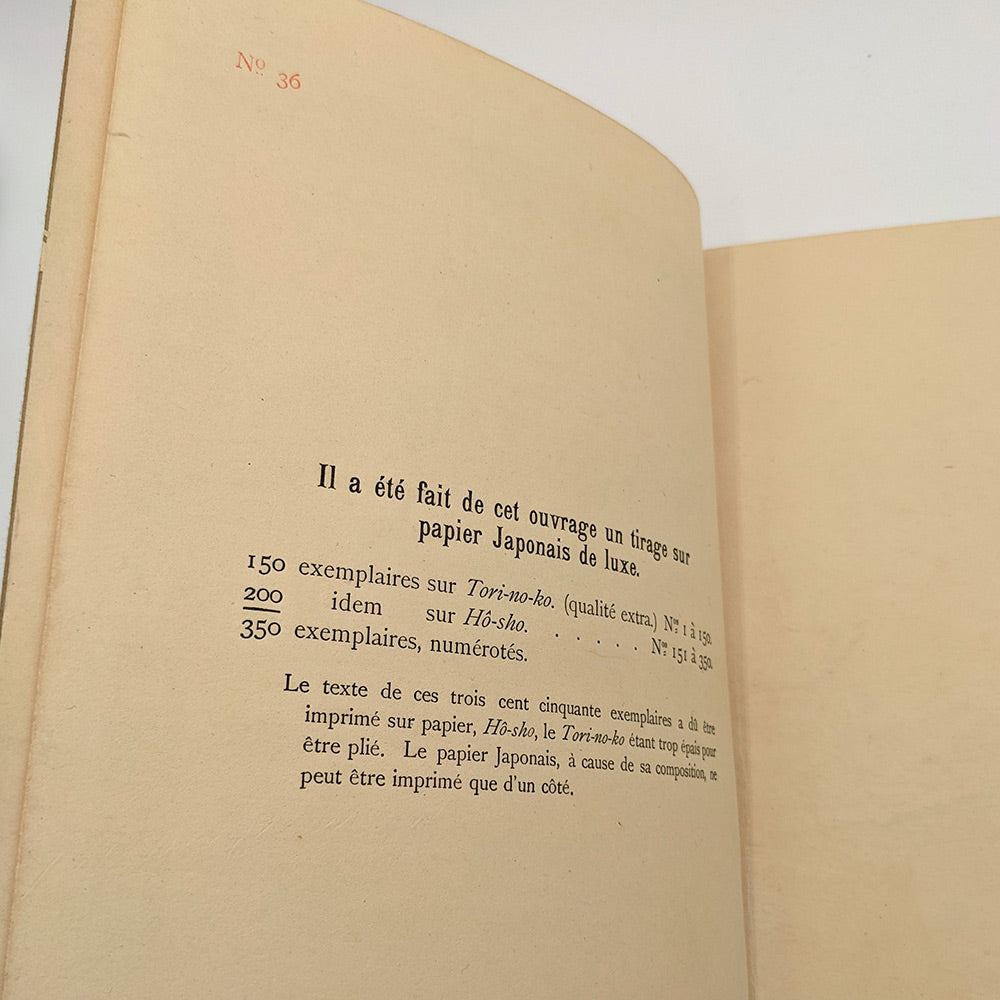 Nº 36
Il a été fait de cet ouvrage un tirage sur
papier Japonais de luxe.
150 exemplaires sur Tori-no-ko. (qualité extra.) Nos 1 à 150.
200 idem sur Hô-sho. . . . . . Nos 151 à 350.
350 exemplaires, numérotés.
Le texte de ces trois cent cinquante exemplaires a dû être
imprimé sur papier, Hô-sho, le Tori-no-ko étant trop épais pour
être plié. Le papier Japonais, à cause de sa composition, ne
peut être imprimé que d'un côté.